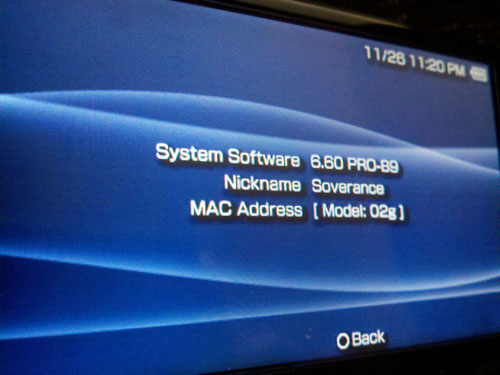 11/26 11:20 PM
System Software 6.60 PRO-B9
Nickname Soverance
MAC Address [ Model: 02g ]
Back